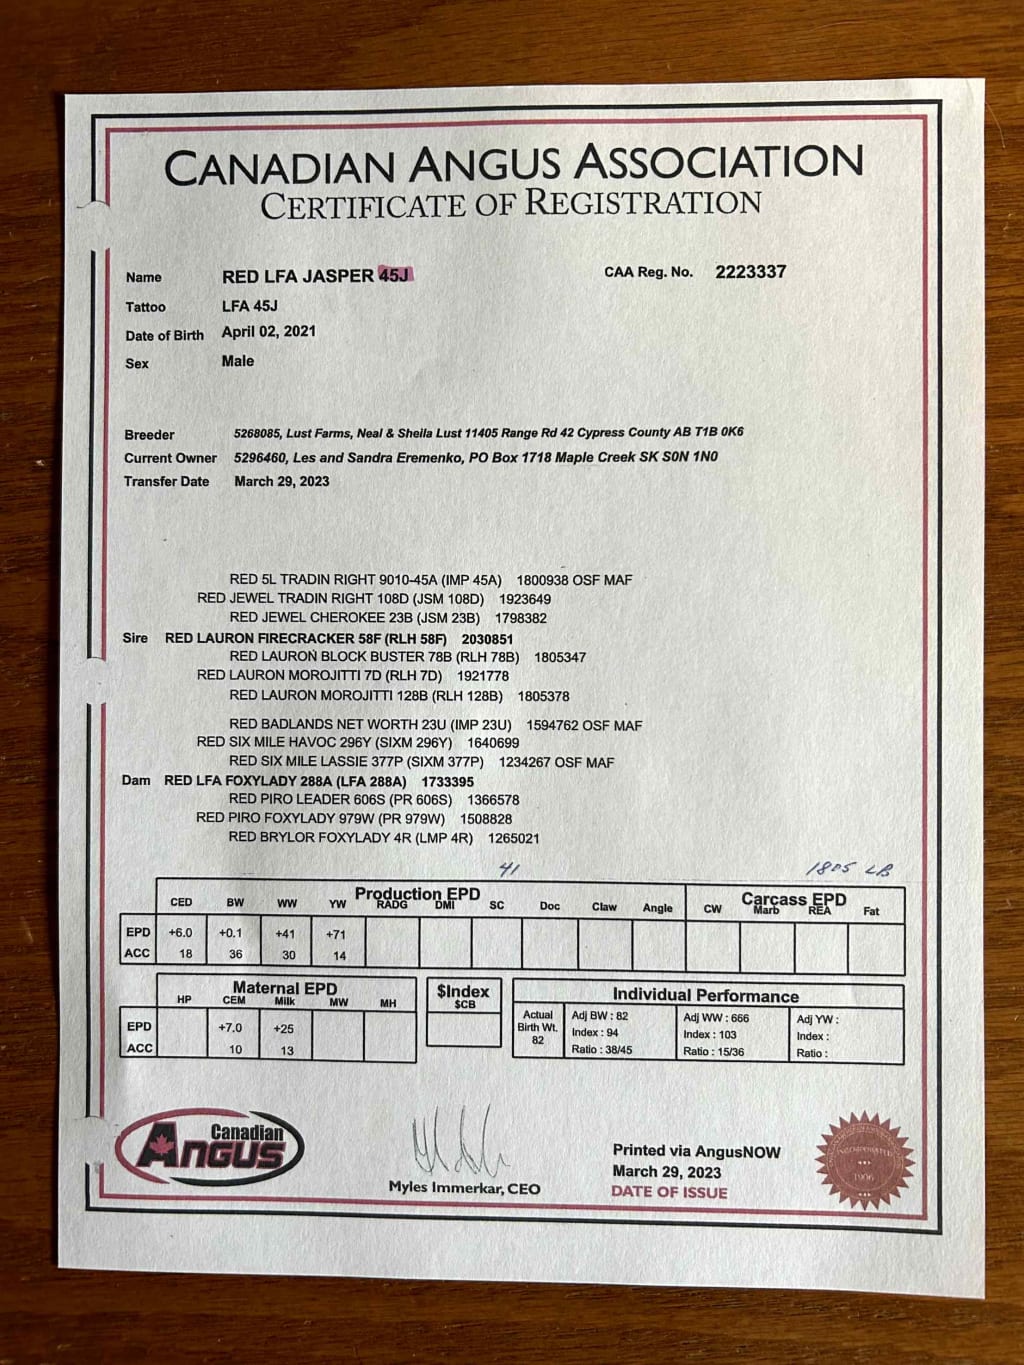 CANADIAN ANGUS ASSOCIATION
CERTIFICATE OF REGISTRATION
Name RED LFA JASPER 45J CAA Reg. No. 2223337
Tattoo LFA 45J
Date of Birth April 02, 2021
Sex Male
Breeder 5268085, Lust Farms, Neal & Sheila Lust 11405 Range Rd 42 Cypress County AB T1B 0K6
Current Owner 5296460, Les and Sandra Eremenko, PO Box 1718 Maple Creek SK S0N 1N0
Transfer Date March 29, 2023
RED 5L TRADIN RIGHT 9010-45A (IMP 45A) 1800938 OSF MAF
RED JEWEL TRADIN RIGHT 108D (JSM 108D) 1923649
RED JEWEL CHEROKEE 23B (JSM 23B) 1798382
Sire RED LAURON FIRECRACKER 58F (RLH 58F) 2030851
RED LAURON BLOCK BUSTER 78B (RLH 78B) 1805347
RED LAURON MOROJITTI 7D (RLH 7D) 1921778
RED LAURON MOROJITTI 128B (RLH 128B) 1805378
RED BADLANDS NET WORTH 23U (IMP 23U) 1594762 OSF MAF
RED SIX MILE HAVOC 296Y (SIXM 296Y) 1640699
RED SIX MILE LASSIE 377P (SIXM 377P) 1234267 OSF MAF
Dam RED LFA FOXYLADY 288A (LFA 288A) 1733395
RED PIRO LEADER 606S (PR 606S) 1366578
RED PIRO FOXYLADY 979W (PR 979W) 1508828
RED BRYLOR FOXYLADY 4R (LMP 4R) 1265021
41 1805 LB
Production EPD Carcass EPD
CED BW WW YW RADG DMI SC Doc Claw Angle CW Marb REA Fat
EPD +6.0 +0.1 +41 +71
ACC 18 36 30 14
Maternal EPD
HP CEM Milk MW MH
EPD +7.0 +25
ACC 10 13
$Index
$CB
Individual Performance
Actual Birth Wt. 82
Adj BW : 82 Adj WW : 666 Adj YW :
Index : 94 Index : 103 Index :
Ratio : 38/45 Ratio : 15/36 Ratio :
Canadian
ANGUS
Myles Immerkar, CEO
Printed via AngusNOW
March 29, 2023
DATE OF ISSUE
INCORPORATED
1906